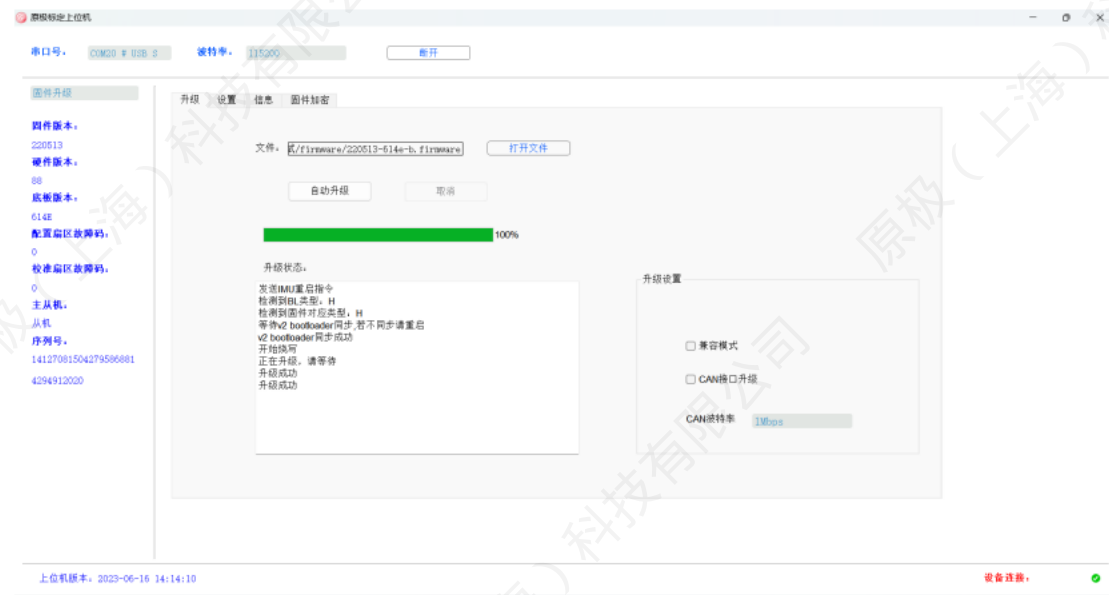 原极标定上位机
串口号： COM20 # USB S 波特率： 115200 断开
固件升级
固件版本：
220513
硬件版本：
88
底板版本：
614E
配置扇区故障码：
0
校准扇区故障码：
0
主从机：
从机
序列号：
14127081504279586881
4294912020
升级 设置 信息 固件加密
文件： /firmware/220513-614e-b.firmware 打开文件
自动升级 取消
100%
升级状态：
发送IMU重启指令
检测到BL类型：H
检测到固件对应类型：H
等待v2 bootloader同步,若不同步请重启
v2 bootloader同步成功
开始烧写
正在升级，请等待
升级成功
升级成功
升级设置
兼容模式
CAN接口升级
CAN波特率 1Mbps
上位机版本：2023-06-16 14:14:10
设备连接：
原极（上海）科技有限公司